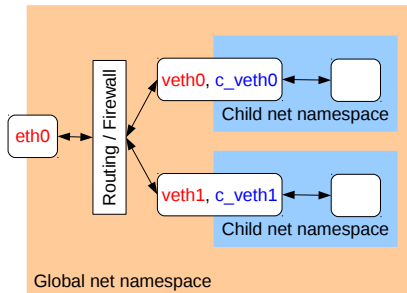 eth0
Routing / Firewall
veth0, c_veth0
Child net namespace
veth1, c_veth1
Child net namespace
Global net namespace